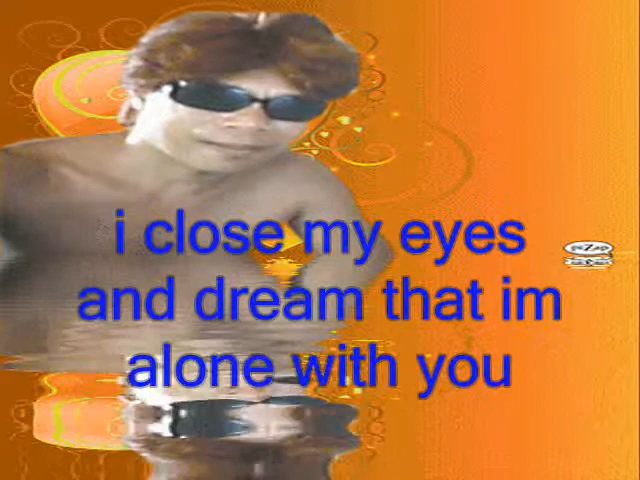 i close my eyes
and dream that im
alone with you